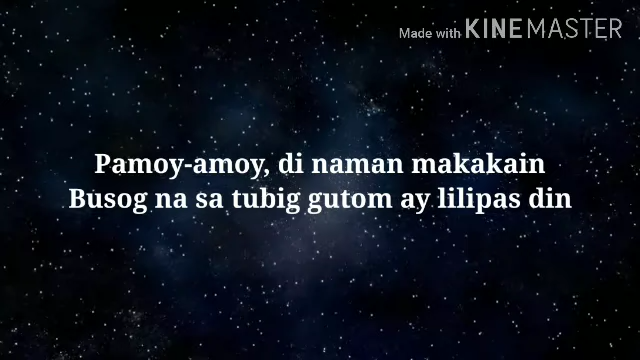 Made with KINEMASTER
Pamoy-amoy, di naman makakain
Busog na sa tubig gutom ay lilipas din